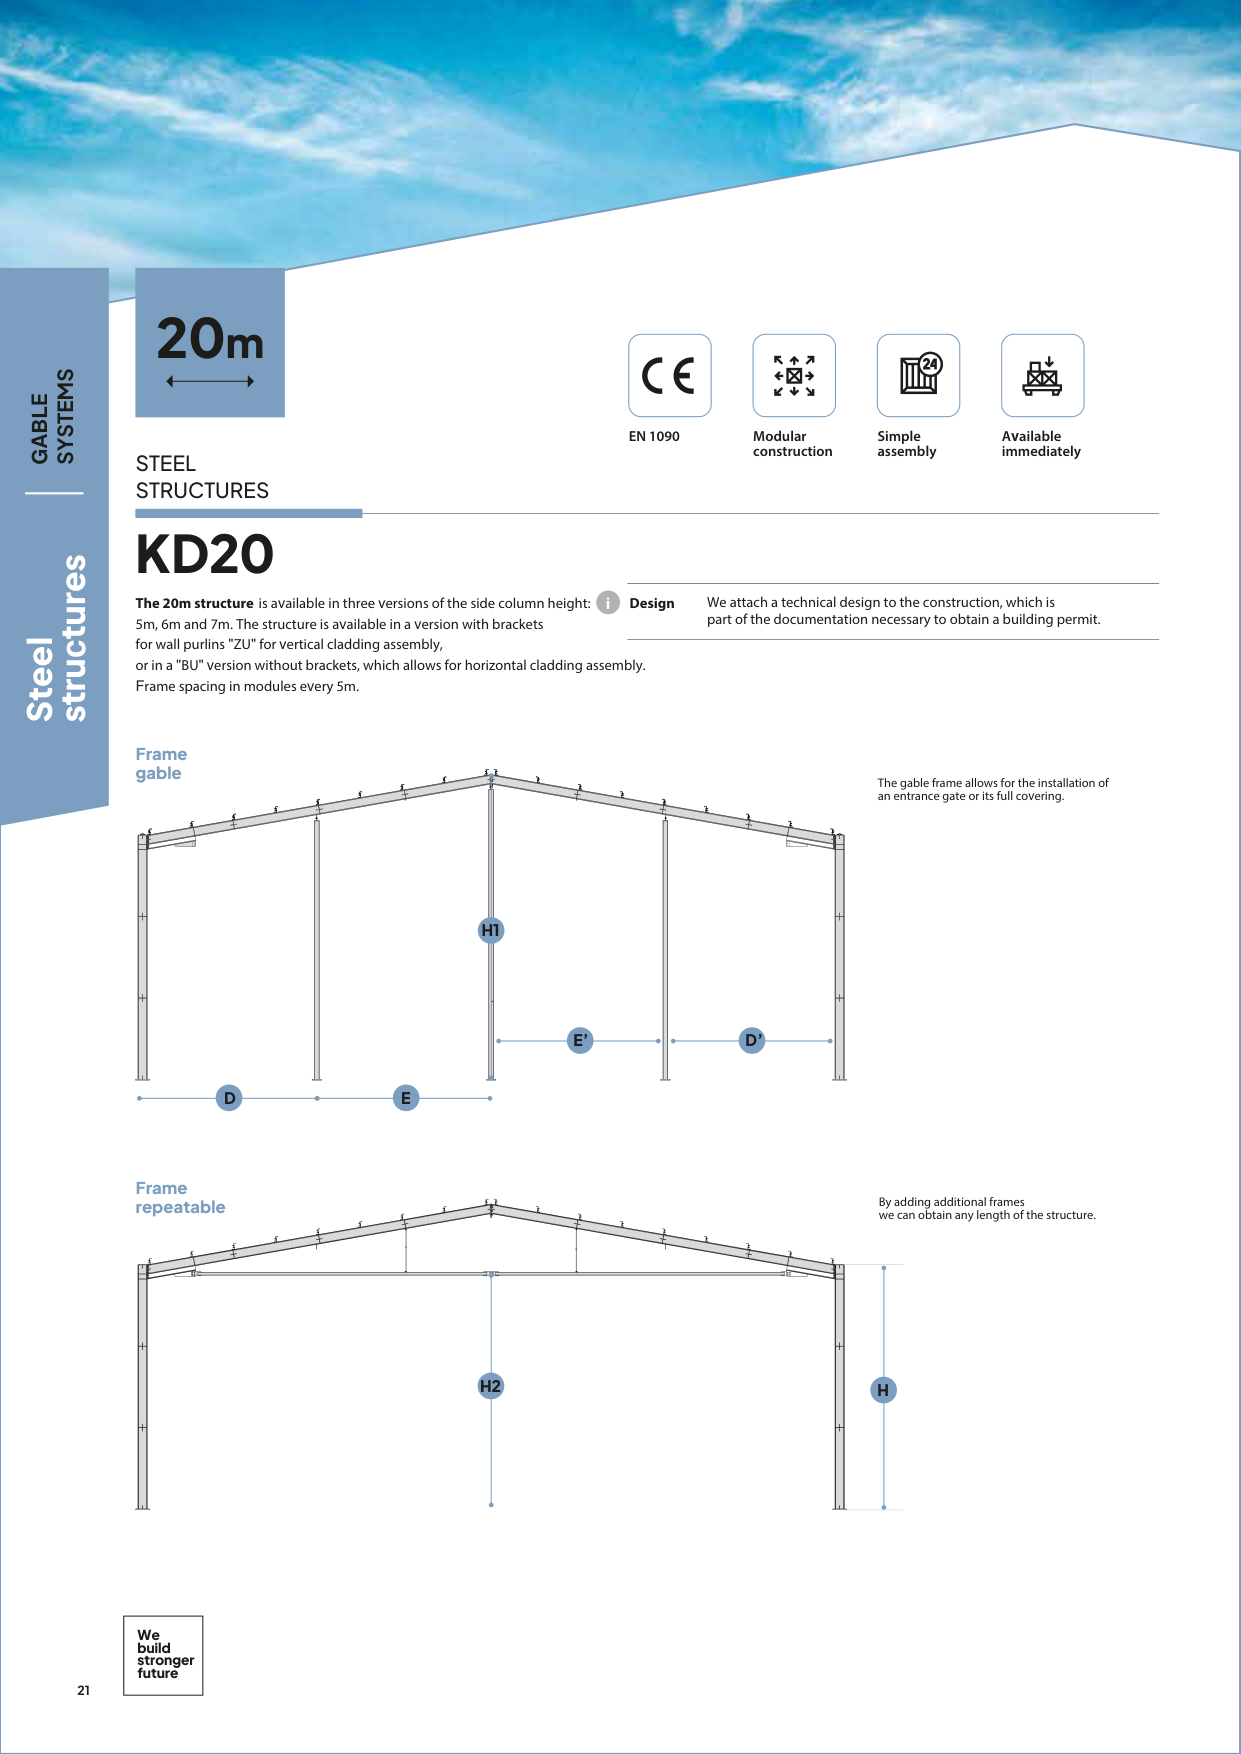 20m
GABLE
SYSTEMS
Steel
structures
CE
24
EN 1090
Modular
construction
Simple
assembly
Available
immediately
STEEL
STRUCTURES
KD20
The 20m structure is available in three versions of the side column height:
5m, 6m and 7m. The structure is available in a version with brackets
for wall purlins "ZU" for vertical cladding assembly,
or in a "BU" version without brackets, which allows for horizontal cladding assembly.
Frame spacing in modules every 5m.
i
Design
We attach a technical design to the construction, which is
part of the documentation necessary to obtain a building permit.
Frame
gable
The gable frame allows for the installation of
an entrance gate or its full covering.
H1
E’
D’
D
E
Frame
repeatable
By adding additional frames
we can obtain any length of the structure.
H2
H
We
build
stronger
future
21